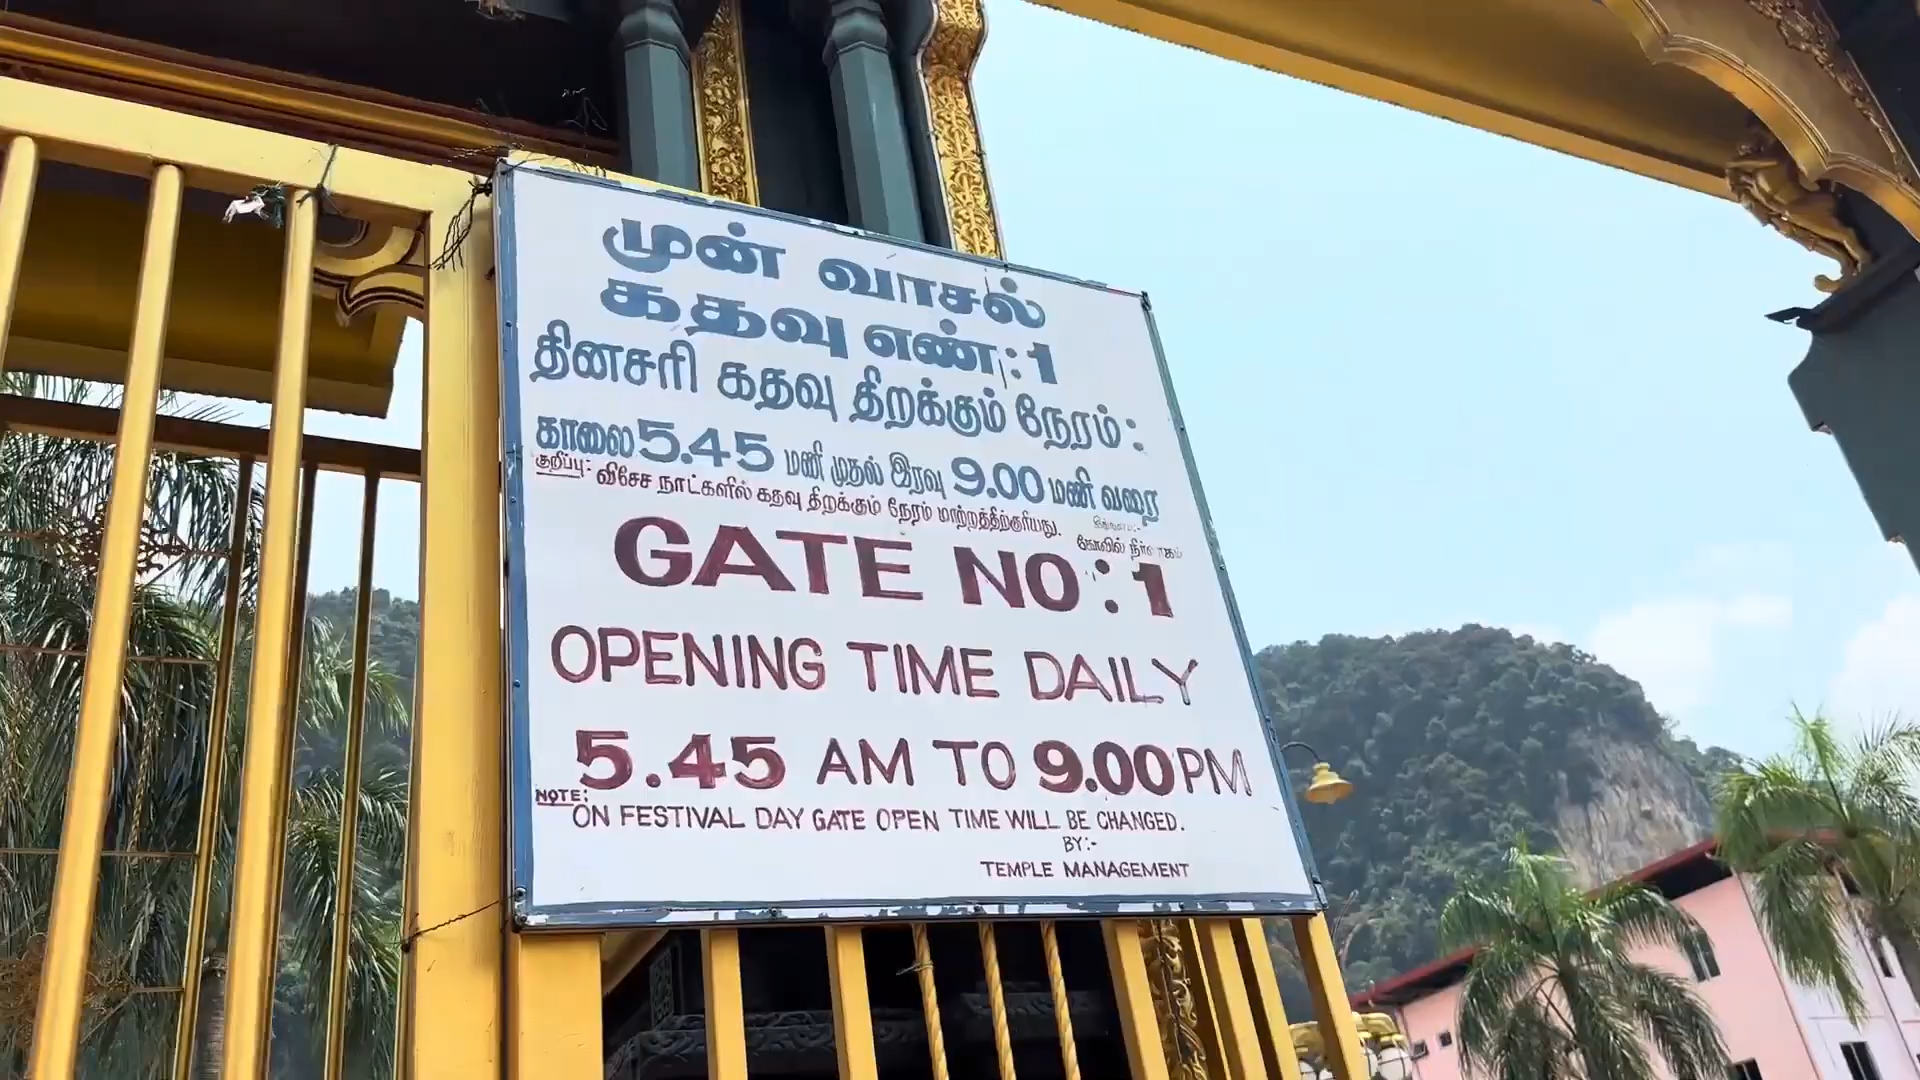 முன் வாசல்
கதவு எண்:1
தினசரி கதவு திறக்கும் நேரம்:
காலை 5.45 மணி முதல் இரவு 9.00 மணி வரை
குறிப்பு:- விசேச நாட்களில் கதவு திறக்கும் நேரம் மாற்றத்திற்குரியது.
கோவில்
GATE NO:1
OPENING TIME DAILY
5.45 AM TO 9.00 PM
NOTE:
ON FESTIVAL DAY GATE OPEN TIME WILL BE CHANGED.
BY:-
TEMPLE MANAGEMENT